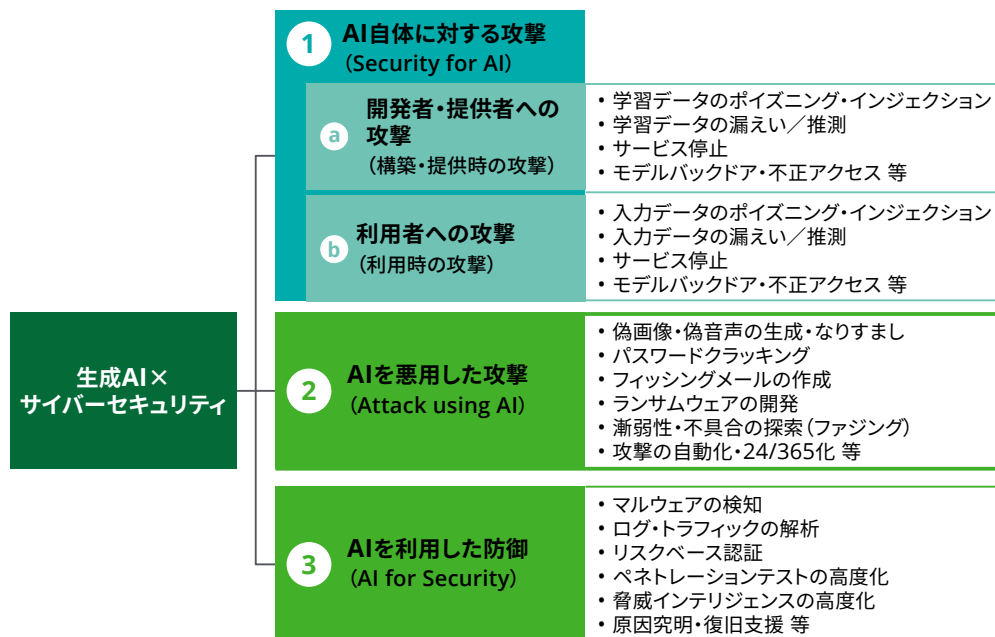 生成AI×
サイバーセキュリティ
1
AI自体に対する攻撃
（Security for AI）
a
開発者・提供者への
攻撃
（構築・提供時の攻撃）
• 学習データのポイズニング・インジェクション
• 学習データの漏えい／推測
• サービス停止
• モデルバックドア・不正アクセス 等
b
利用者への攻撃
（利用時の攻撃）
• 入力データのポイズニング・インジェクション
• 入力データの漏えい／推測
• サービス停止
• モデルバックドア・不正アクセス 等
2
AIを悪用した攻撃
（Attack using AI）
• 偽画像・偽音声の生成・なりすまし
• パスワードクラッキング
• フィッシングメールの作成
• ランサムウェアの開発
• 漸弱性・不具合の探索（ファジング）
• 攻撃の自動化・24/365化 等
3
AIを利用した防御
（AI for Security）
• マルウェアの検知
• ログ・トラフィックの解析
• リスクベース認証
• ペネトレーションテストの高度化
• 脅威インテリジェンスの高度化
• 原因究明・復旧支援 等